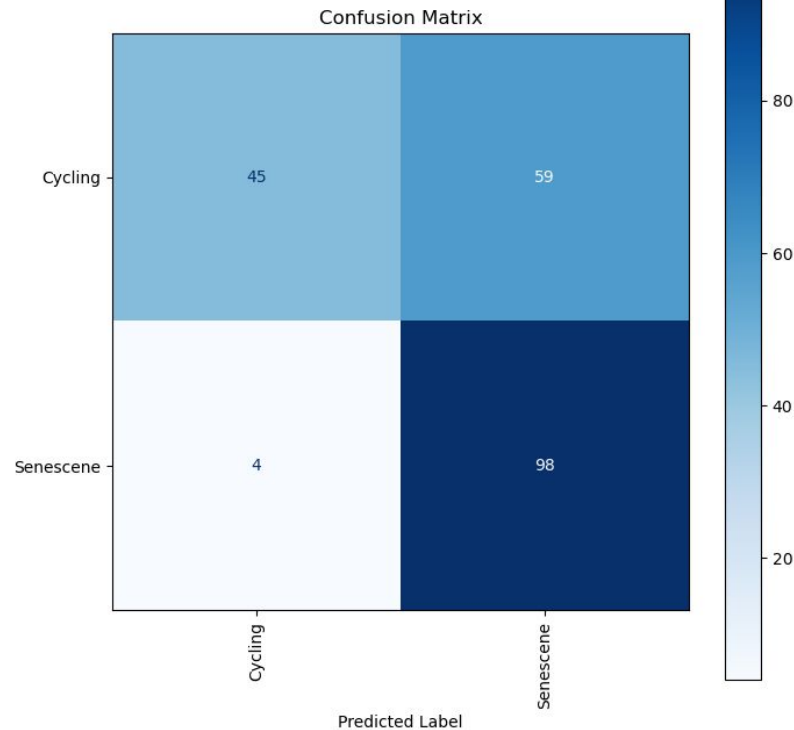 Confusion Matrix
80
Cycling
45
59
60
40
Senescene
4
98
20
Cycling
Senescene
Predicted Label